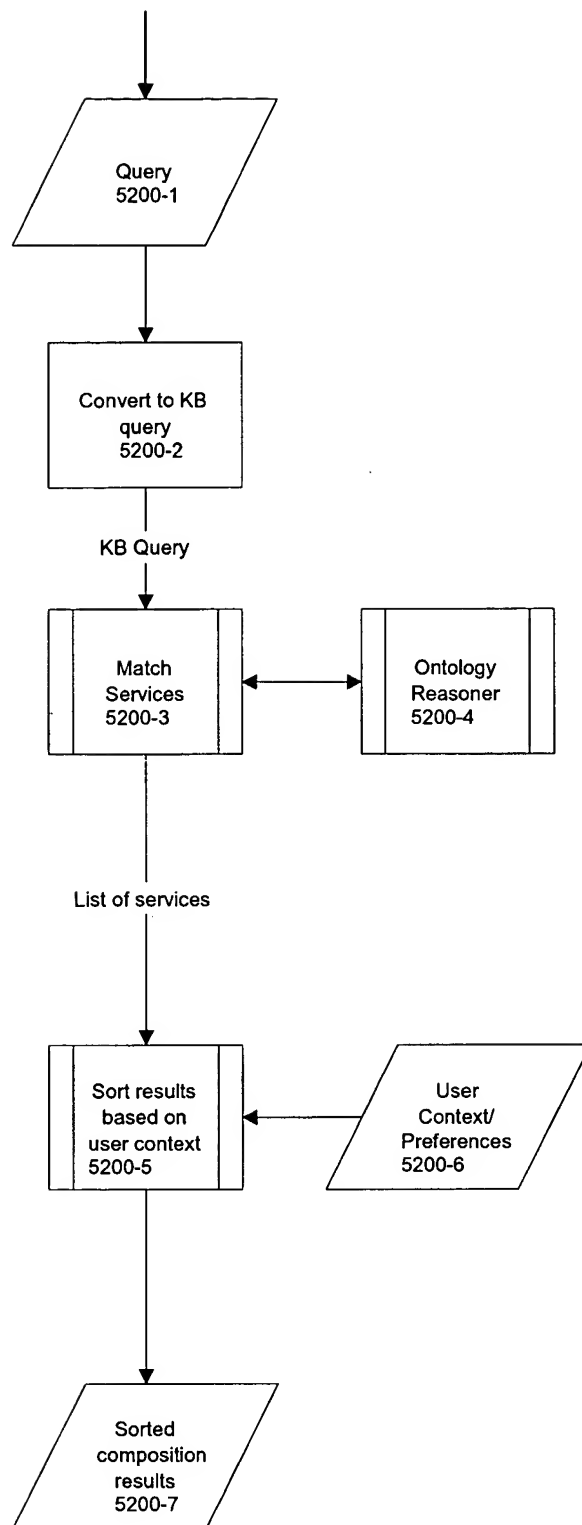 Query
5200-1
Convert to KB
query
5200-2
KB Query
Match
Services
5200-3
Ontology
Reasoner
5200-4
List of services
Sort results
based on
user context
5200-5
User
Context/
Preferences
5200-6
Sorted
composition
results
5200-7